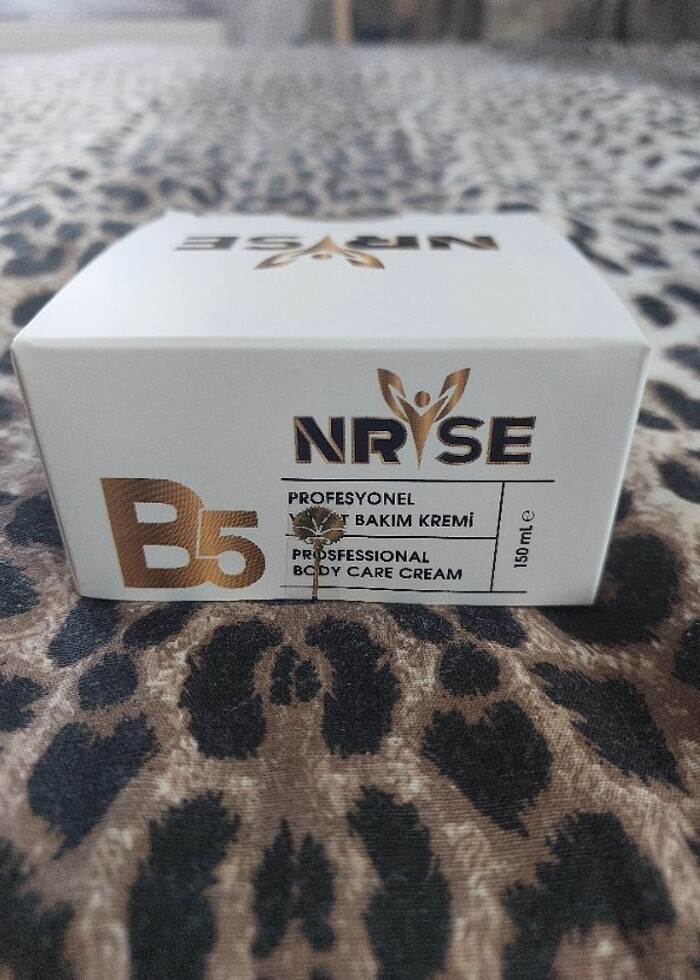 NRYSE
NRYSE
B5
PROFESYONEL
BAKIM KREMİ
PROSFESSIONAL
BODY CARE CREAM
150 mL ℮